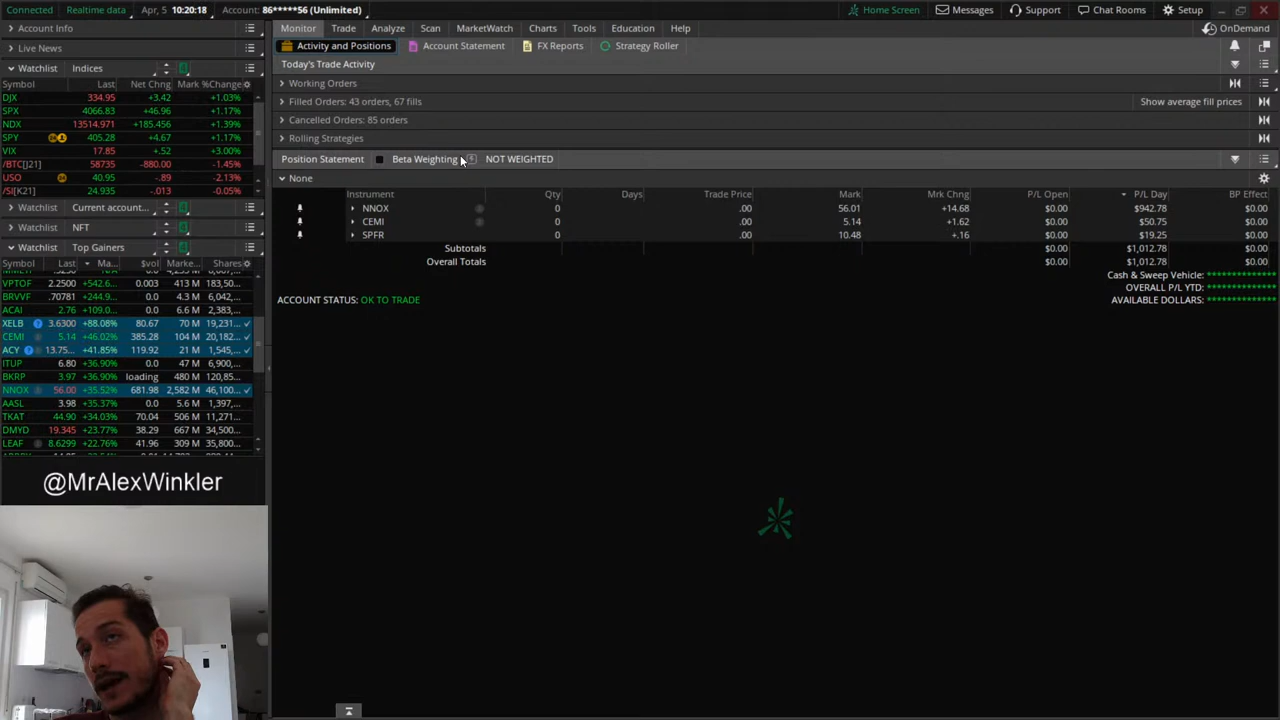 Connected Realtime data Apr, 5 10:20:18 Account: 86*****56 (Unlimited) Home Screen Messages Support Chat Rooms Setup
Account Info
Live News
Watchlist Indices
Symbol Last Net Chng Mark %Change
DJX 334.95 +3.42 +1.03%
SPX 4066.83 +46.96 +1.17%
NDX 13514.971 +185.456 +1.39%
SPY 405.28 +4.67 +1.17%
VIX .52 +3.00%
/BTC[J21] 58735 -880.00 -1.45%
USO 40.95 -.89 -2.13%
/SI[K21] 24.935 -.013 -0.05%
Watchlist Current account...
Watchlist NFT
Watchlist Top Gainers
Symbol Last Ma... $vol Marke... Shares
VPTOF 2.2500 +542.6... 0.003 413 M 183,50...
BRVVF .70781 +244.9... 0.0 4.3 M 6,042,...
ACAI 2.76 +109.0... 0.0 6.6 M 2,383,...
XELB 3.6300 +88.08% 80.67 70 M 19,231...
CEMI 5.14 +46.02% 385.28 104 M 20,182...
ACY 13.75... +41.85% 119.92 21 M 1,545,...
ITUP 6.80 +36.90% 0.0 47 M 6,900,...
BKRP 3.97 +36.90% loading 480 M 120,85...
NNOX 56.00 +35.52% 681.98 2,582 M 46,100...
AASL 3.98 +35.37% 0.0 5.6 M 1,397,...
TKAT 44.90 +34.03% 70.04 506 M 11,271...
DMYD 19.345 +23.77% 38.29 667 M 34,500...
LEAF 8.6299 +22.76% 41.96 309 M 35,800...
@MrAlexWinkler
Monitor Trade Analyze Scan MarketWatch Charts Tools Education Help OnDemand
Activity and Positions Account Statement FX Reports Strategy Roller
Today's Trade Activity
Working Orders
Filled Orders: 43 orders, 67 fills Show average fill prices
Cancelled Orders: 85 orders
Rolling Strategies
Position Statement Beta Weighting NOT WEIGHTED
None
Instrument Qty Days Trade Price Mark Mrk Chng P/L Open P/L Day BP Effect
NNOX 0 .00 56.01 +14.68 $0.00 $942.78 $0.00
CEMI 0 .00 5.14 +1.62 $0.00 $50.75 $0.00
SPFR 0 .00 10.48 +.16 $0.00 $19.25 $0.00
Subtotals $0.00 $1,012.78 $0.00
Overall Totals $0.00 $1,012.78 $0.00
Cash & Sweep Vehicle: ***************
OVERALL P/L YTD: ***************
ACCOUNT STATUS: OK TO TRADE AVAILABLE DOLLARS: ***************